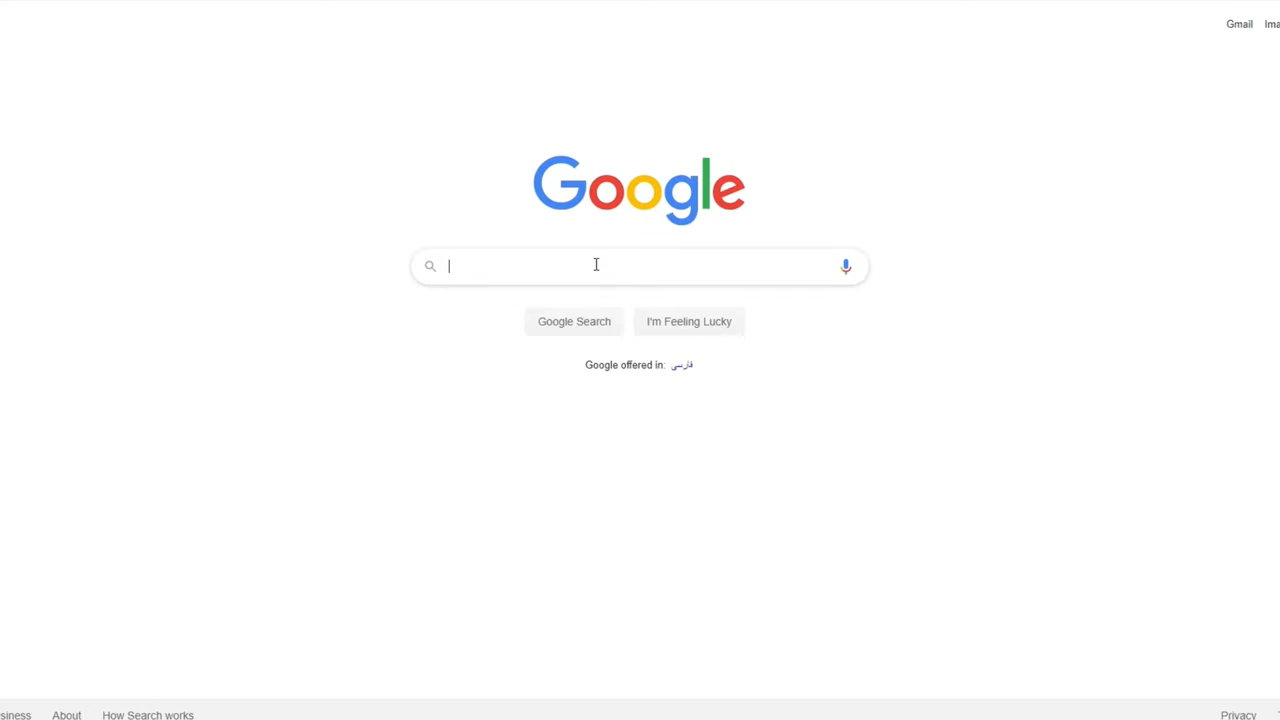 Gmail
Google
Google Search
I'm Feeling Lucky
Google offered in: فارسی
About
How Search works
Privacy